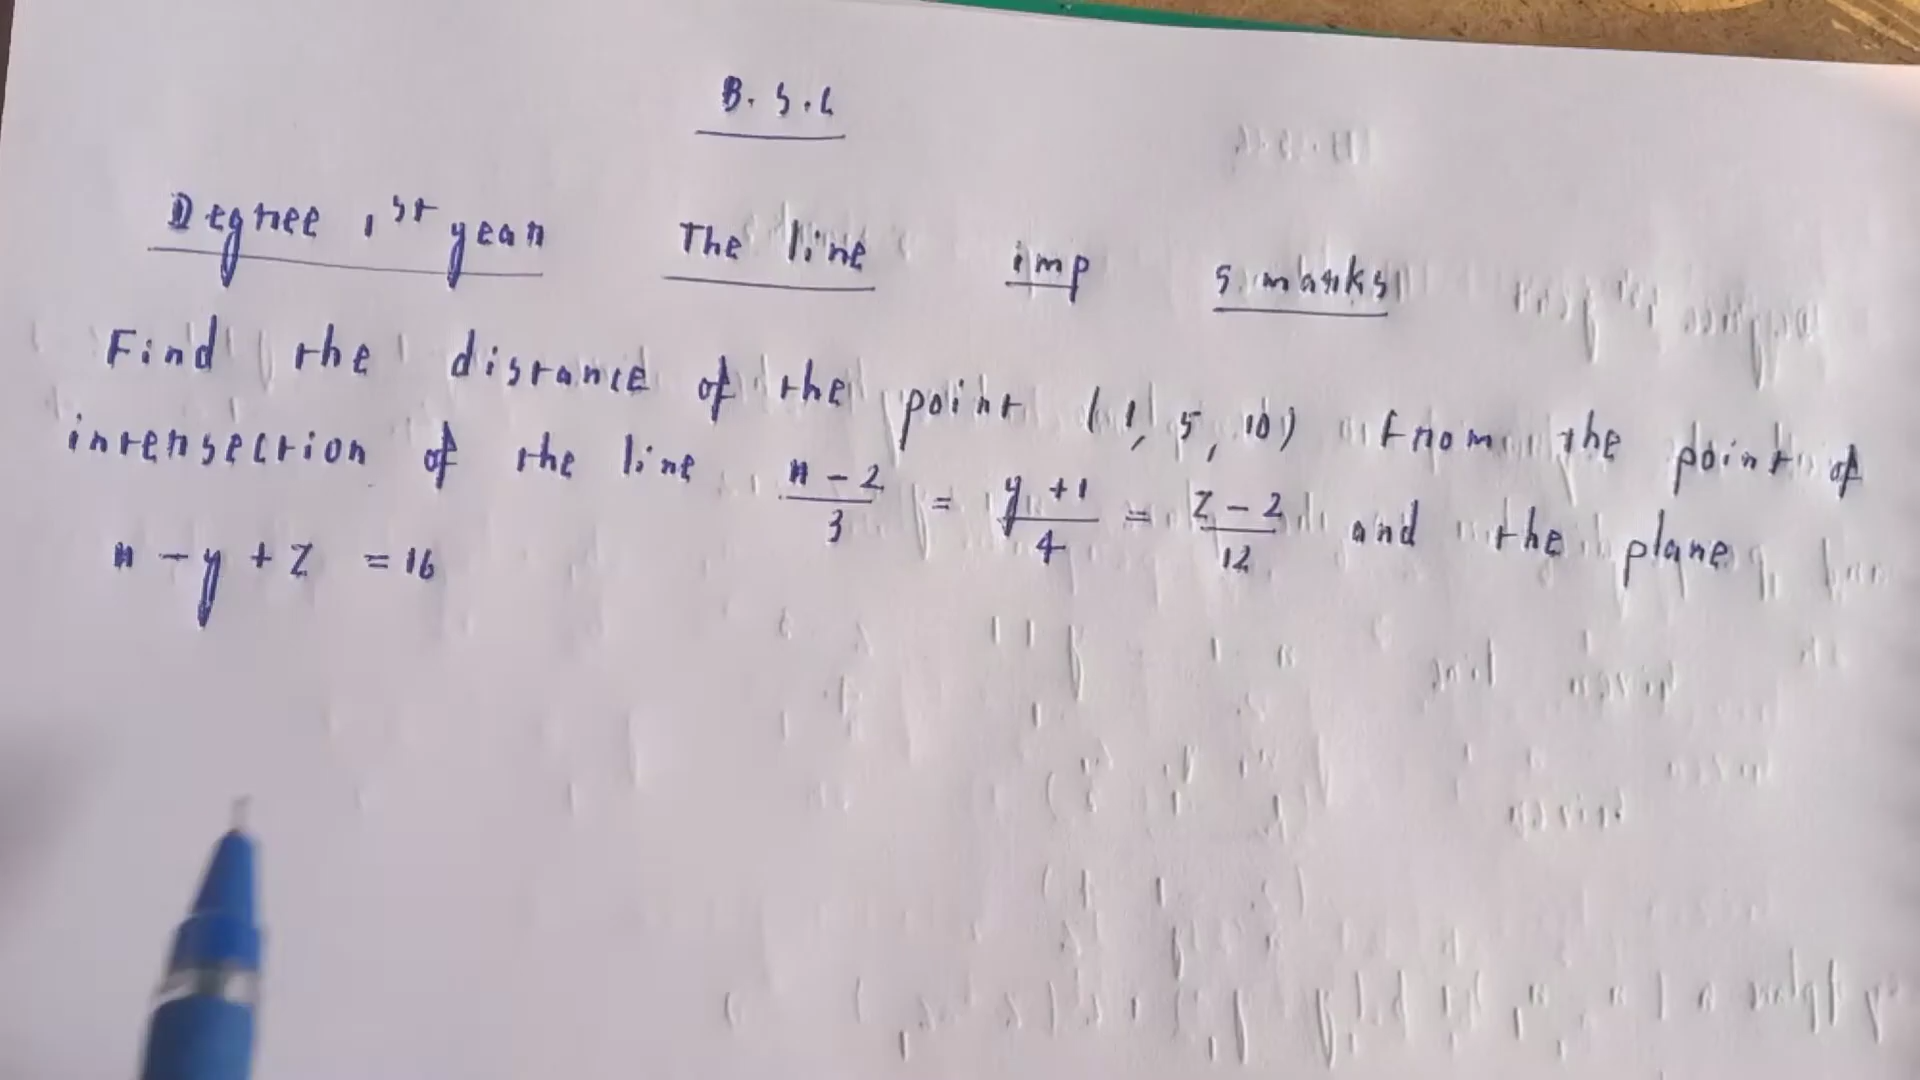 B.S.C
Degree 1st year The line imp 5 marks
Find the distance of the point (1, 5, 10) from the point of
intersection of the line x-2/3 = y+1/4 = z-2/12 and the plane
x - y + z = 16